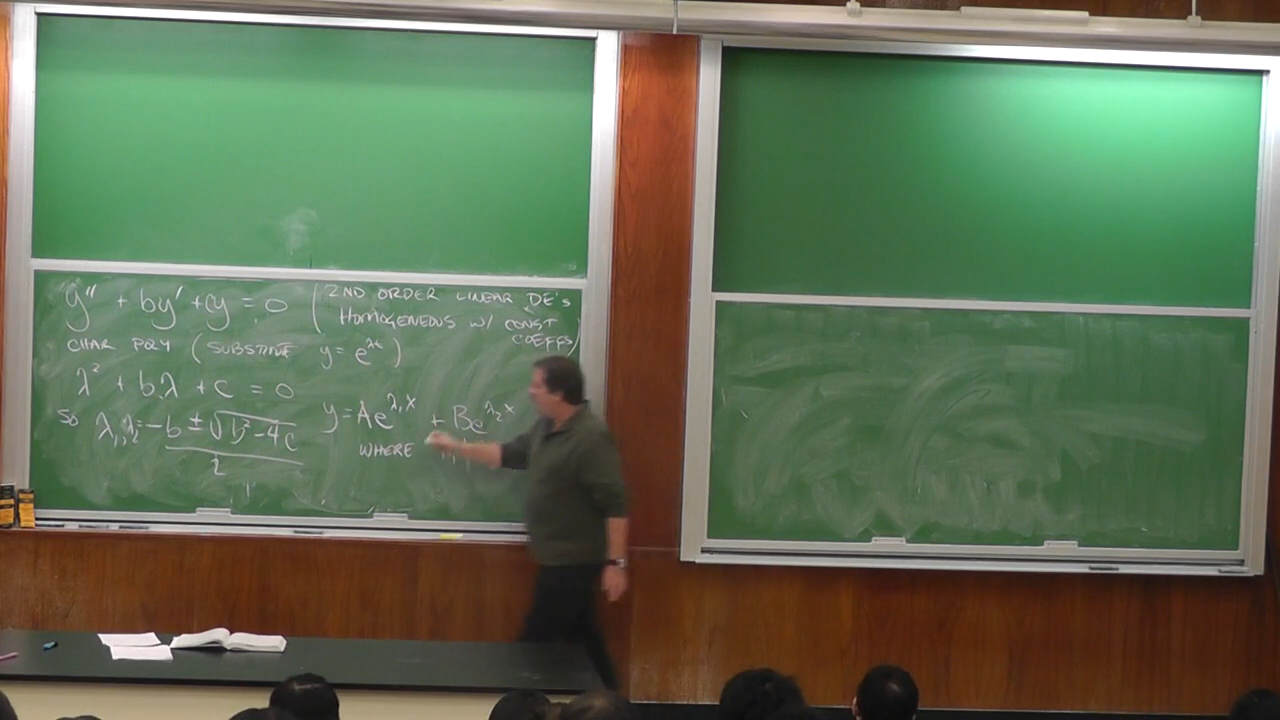 y'' + by' + cy = 0 (2ND ORDER LINEAR DE's
HOMOGENEOUS W/ CONST
COEFFS)
CHAR POLY (SUBSTITUTE y = e^{λt})
λ² + bλ + c = 0
SO λ₁, λ₂ = -b ± √(b² - 4c) / 2
y = Ae^{λ₁x} + Be^{λ₂x}
WHERE